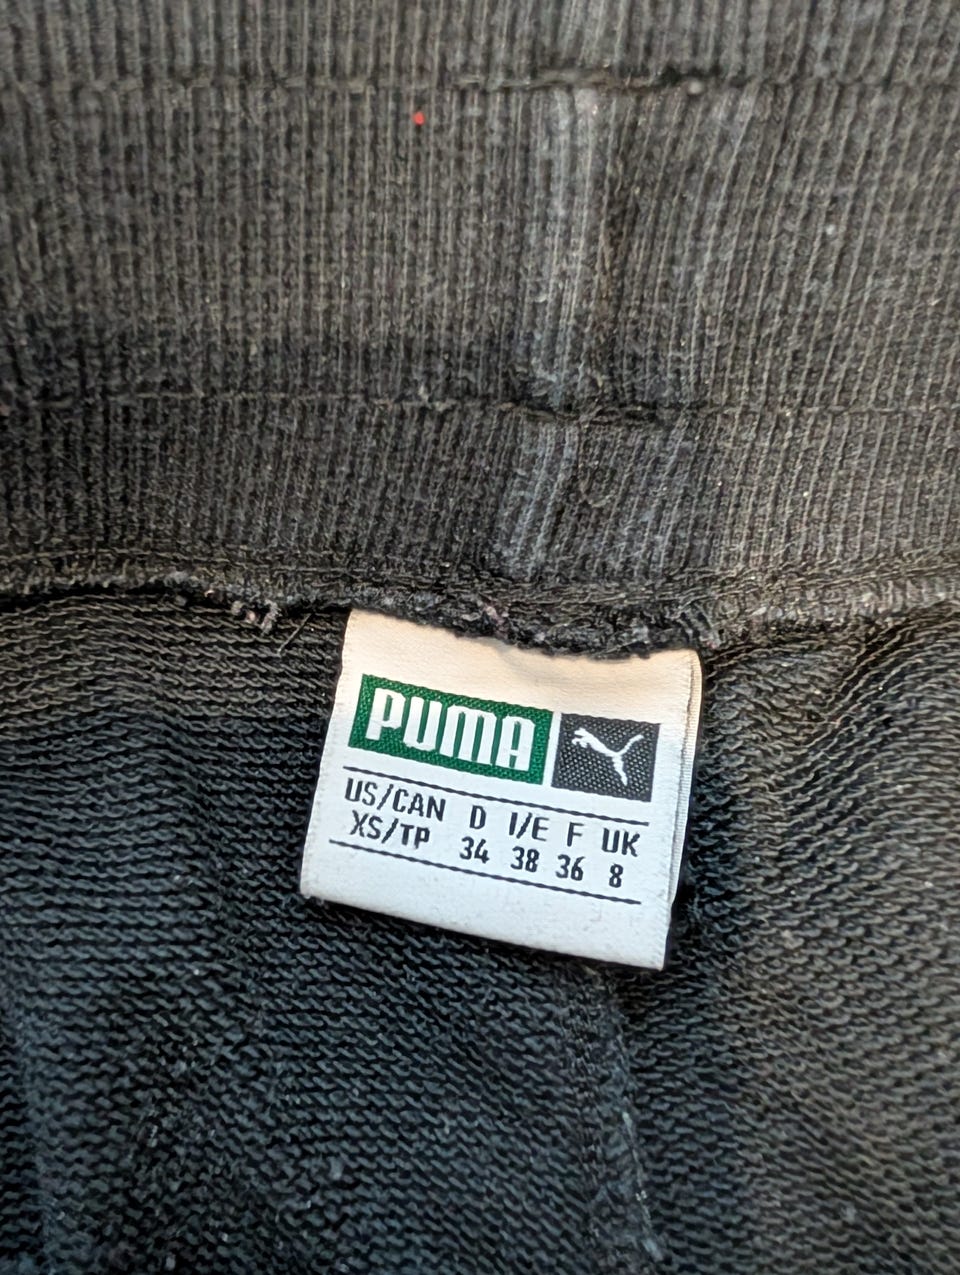 PUMA
US/CAN D I/E F UK
XS/TP 34 38 36 8